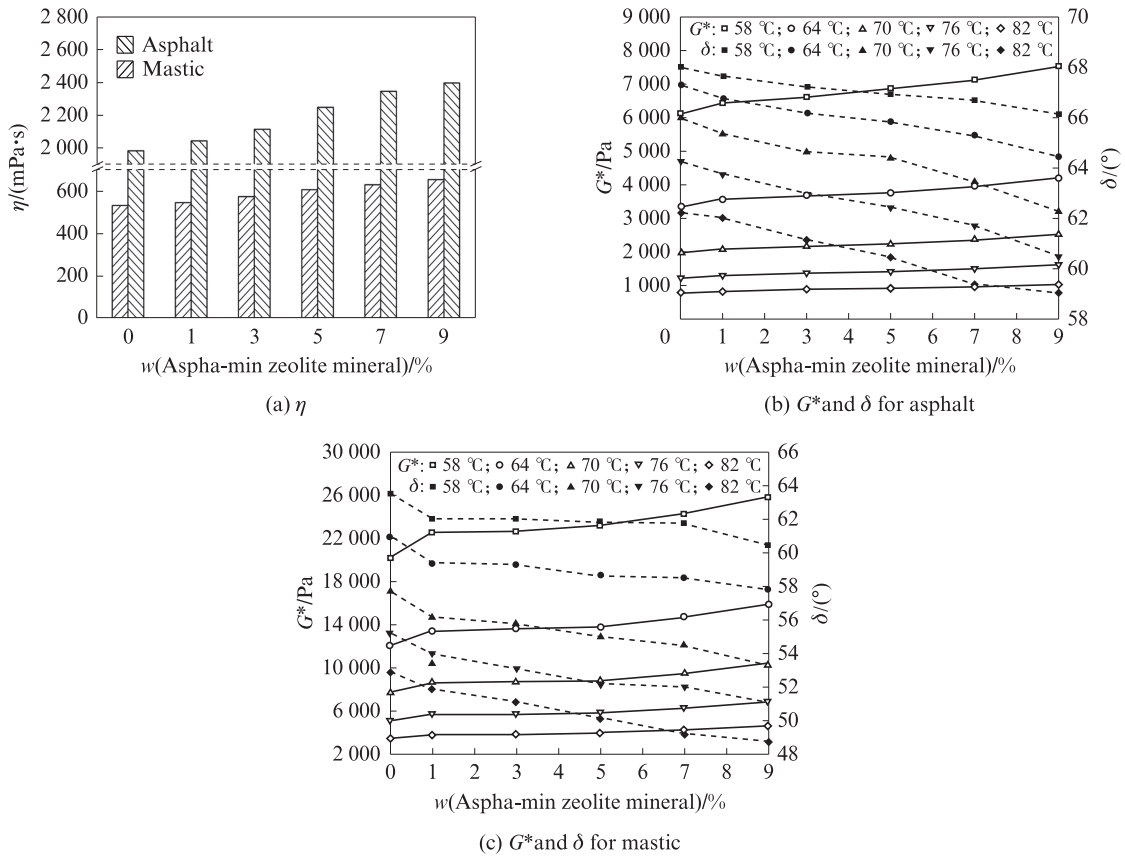 2 800
2 600
2 400
2 200
2 000
600
400
200
0
η/(mPa·s)
Asphalt
Mastic
0 1 3 5 7 9
w(Aspha-min zeolite mineral)/%
(a) η
9 000
8 000
7 000
6 000
5 000
4 000
3 000
2 000
1 000
G*/Pa
G*: 58 ℃; 64 ℃; 70 ℃; 76 ℃; 82 ℃
δ: 58 ℃; 64 ℃; 70 ℃; 76 ℃; 82 ℃
70
68
66
64
62
60
58
δ/(°)
0 1 2 3 4 5 6 7 8 9
w(Aspha-min zeolite mineral)/%
(b) G*and δ for asphalt
30 000
26 000
22 000
18 000
14 000
10 000
6 000
2 000
G*/Pa
G*: 58 ℃; 64 ℃; 70 ℃; 76 ℃; 82 ℃
δ: 58 ℃; 64 ℃; 70 ℃; 76 ℃; 82 ℃
66
64
62
60
58
56
54
52
50
48
δ/(°)
0 1 2 3 4 5 6 7 8 9
w(Aspha-min zeolite mineral)/%
(c) G*and δ for mastic